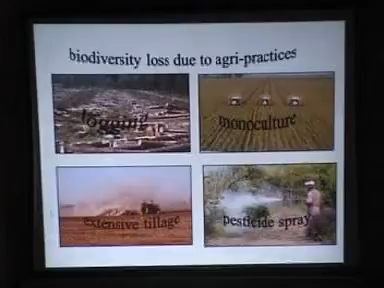 biodiversity loss due to agri-practices
logging
monoculture
extensive tillage
pesticide spray